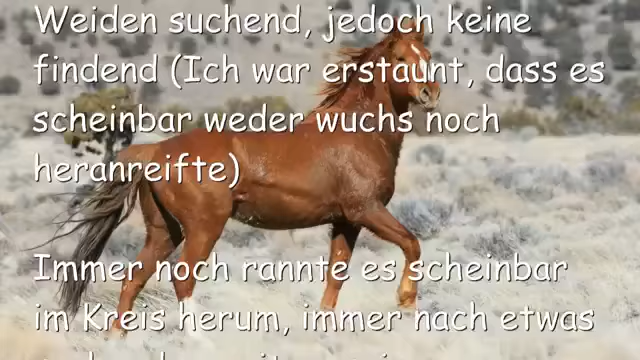 Weiden suchend, jedoch keine
findend (Ich war erstaunt, dass es
scheinbar weder wuchs noch
heranreifte)
Immer noch rannte es scheinbar
im Kreis herum, immer nach etwas